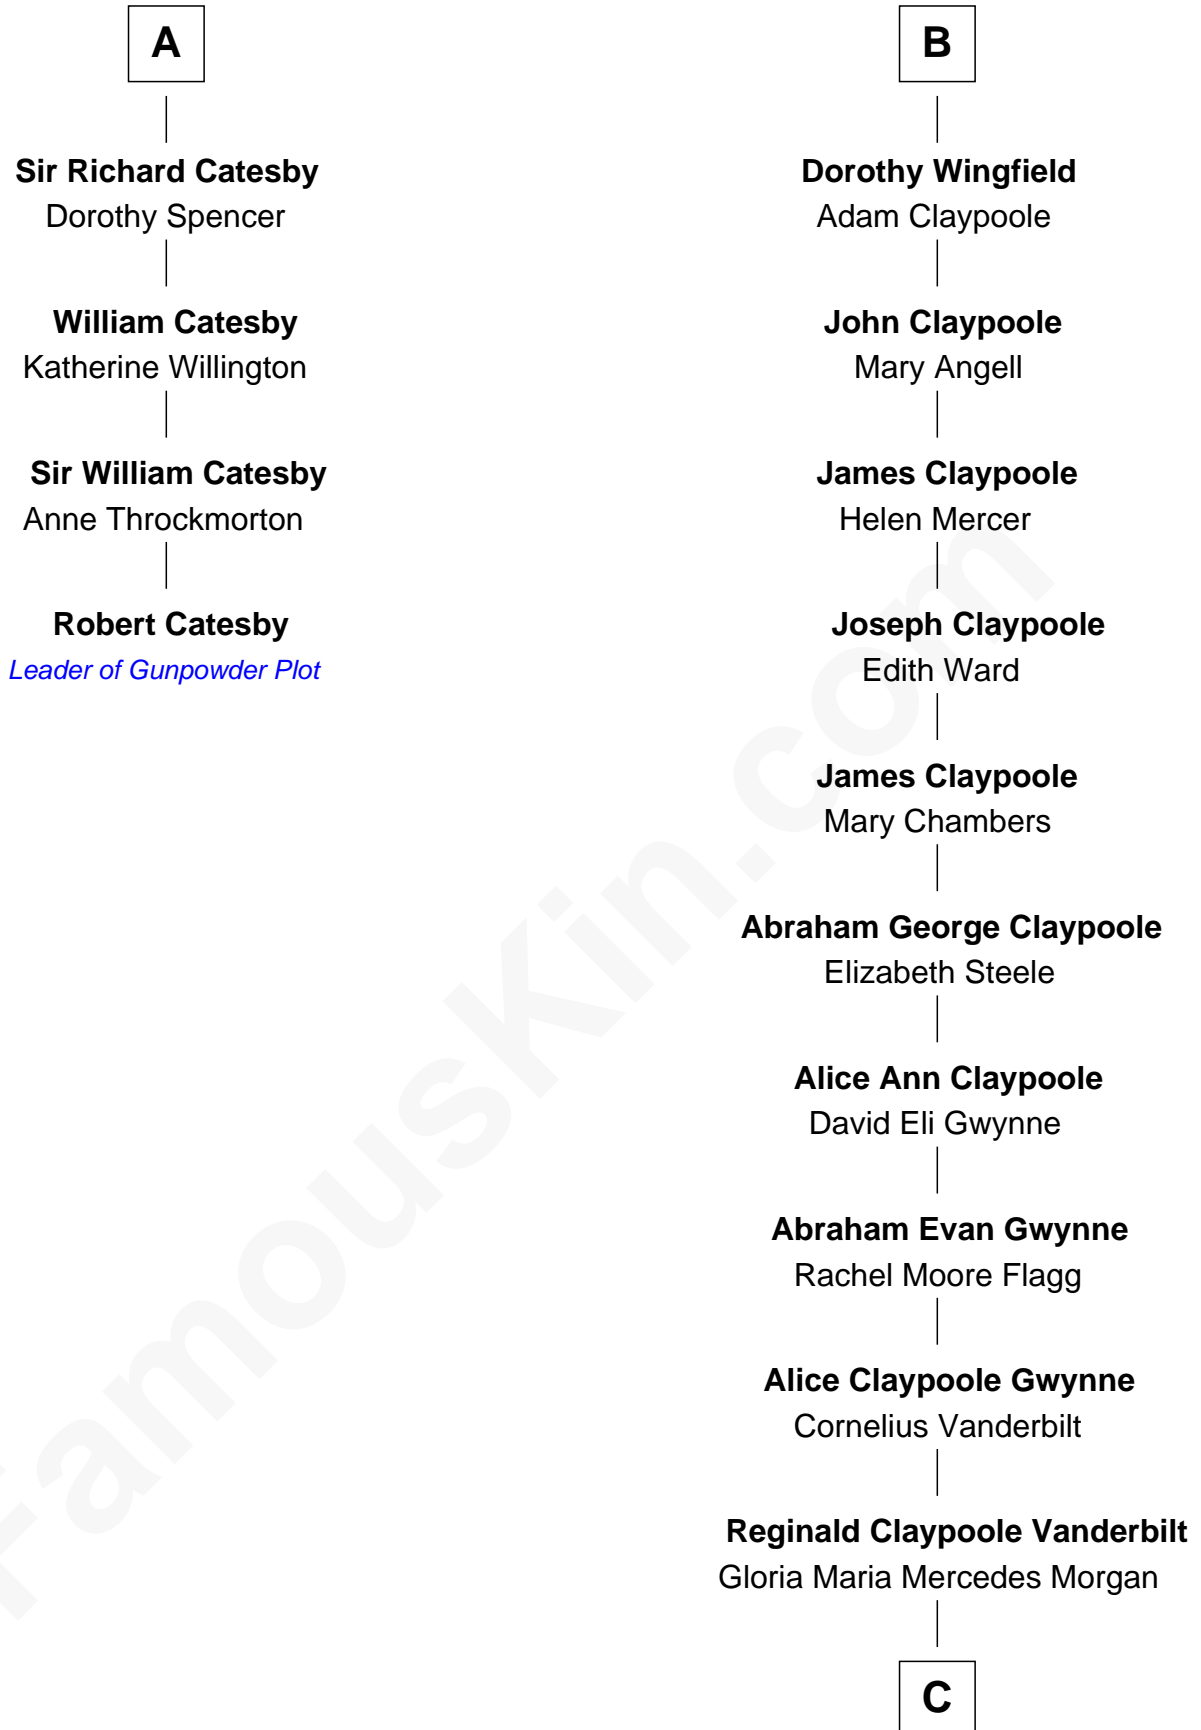 A
Sir Richard Catesby
Dorothy Spencer
William Catesby
Katherine Willington
Sir William Catesby
Anne Throckmorton
Robert Catesby
Leader of Gunpowder Plot
B
Dorothy Wingfield
Adam Claypoole
John Claypoole
Mary Angell
James Claypoole
Helen Mercer
Joseph Claypoole
Edith Ward
James Claypoole
Mary Chambers
Abraham George Claypoole
Elizabeth Steele
Alice Ann Claypoole
David Eli Gwynne
Abraham Evan Gwynne
Rachel Moore Flagg
Alice Claypoole Gwynne
Cornelius Vanderbilt
Reginald Claypoole Vanderbilt
Gloria Maria Mercedes Morgan
C
FamousKin.com